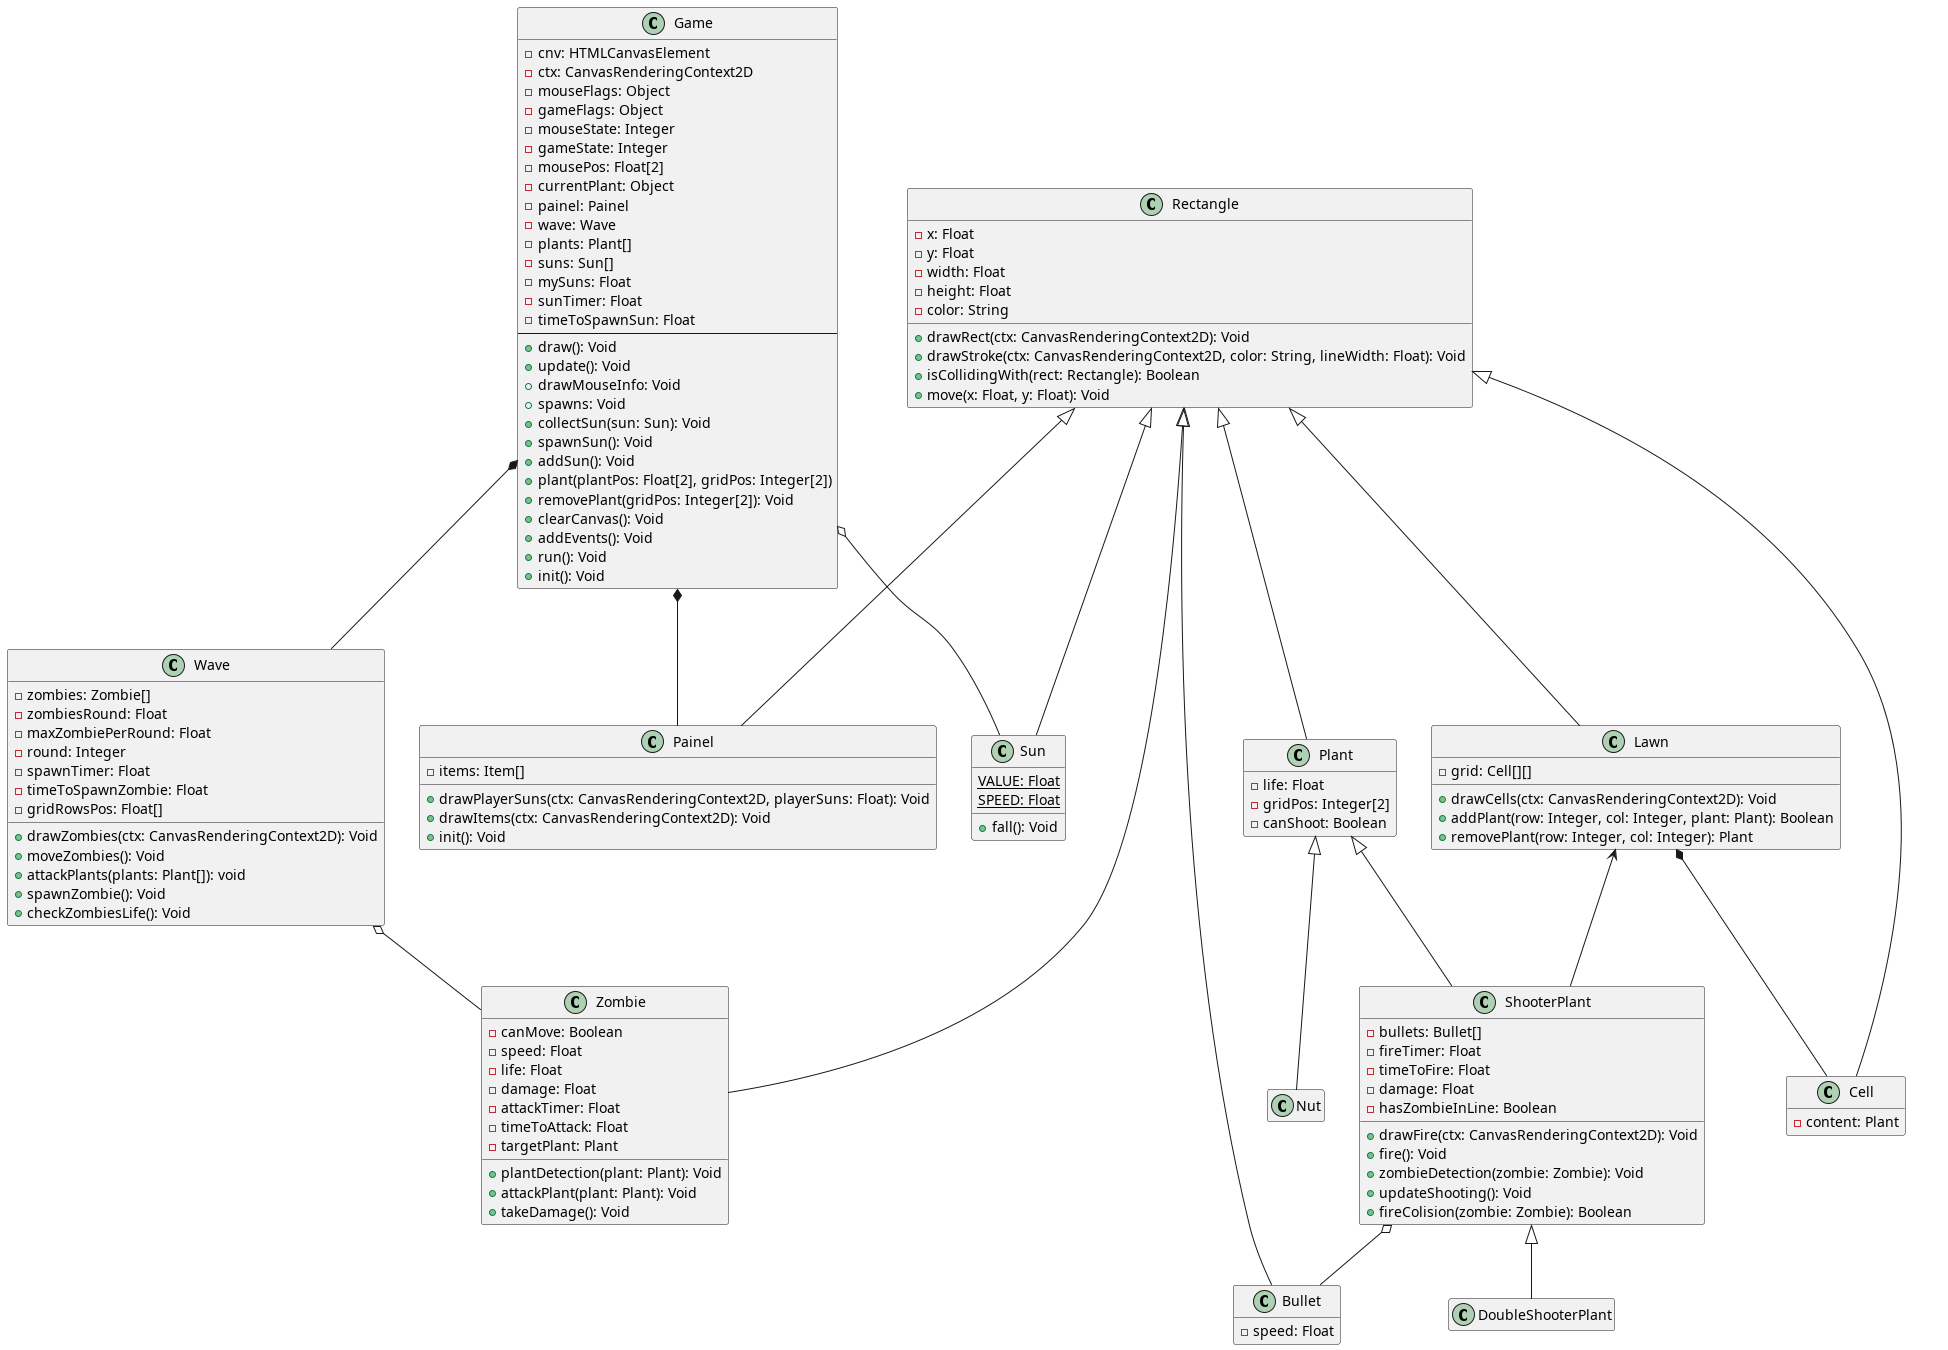 C Game
cnv: HTMLCanvasElement
ctx: CanvasRenderingContext2D
mouseFlags: Object
gameFlags: Object
mouseState: Integer
gameState: Integer
mousePos: Float[2]
currentPlant: Object
painel: Painel
wave: Wave
plants: Plant[]
suns: Sun[]
mySuns: Float
sunTimer: Float
timeToSpawnSun: Float
draw(): Void
update(): Void
drawMouseInfo: Void
spawns: Void
collectSun(sun: Sun): Void
spawnSun(): Void
addSun(): Void
plant(plantPos: Float[2], gridPos: Integer[2])
removePlant(gridPos: Integer[2]): Void
clearCanvas(): Void
addEvents(): Void
run(): Void
init(): Void
C Rectangle
x: Float
y: Float
width: Float
height: Float
color: String
drawRect(ctx: CanvasRenderingContext2D): Void
drawStroke(ctx: CanvasRenderingContext2D, color: String, lineWidth: Float): Void
isCollidingWith(rect: Rectangle): Boolean
move(x: Float, y: Float): Void
C Wave
zombies: Zombie[]
zombiesRound: Float
maxZombiePerRound: Float
round: Integer
spawnTimer: Float
timeToSpawnZombie: Float
gridRowsPos: Float[]
drawZombies(ctx: CanvasRenderingContext2D): Void
moveZombies(): Void
attackPlants(plants: Plant[]): void
spawnZombie(): Void
checkZombiesLife(): Void
C Painel
items: Item[]
drawPlayerSuns(ctx: CanvasRenderingContext2D, playerSuns: Float): Void
drawItems(ctx: CanvasRenderingContext2D): Void
init(): Void
C Sun
VALUE: Float
SPEED: Float
fall(): Void
C Plant
life: Float
gridPos: Integer[2]
canShoot: Boolean
C Lawn
grid: Cell[][]
drawCells(ctx: CanvasRenderingContext2D): Void
addPlant(row: Integer, col: Integer, plant: Plant): Boolean
removePlant(row: Integer, col: Integer): Plant
C Zombie
canMove: Boolean
speed: Float
life: Float
damage: Float
attackTimer: Float
timeToAttack: Float
targetPlant: Plant
plantDetection(plant: Plant): Void
attackPlant(plant: Plant): Void
takeDamage(): Void
C Nut
C ShooterPlant
bullets: Bullet[]
fireTimer: Float
timeToFire: Float
damage: Float
hasZombieInLine: Boolean
drawFire(ctx: CanvasRenderingContext2D): Void
fire(): Void
zombieDetection(zombie: Zombie): Void
updateShooting(): Void
fireColision(zombie: Zombie): Boolean
C Cell
content: Plant
C Bullet
speed: Float
C DoubleShooterPlant